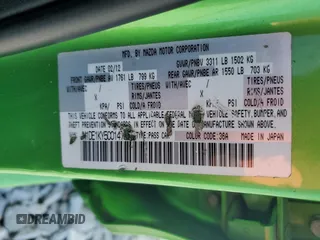 MFD. BY MAZDA MOTOR CORPORATION
DATE 02/12 GVWR/PNBV 3311 LB 1502 KG
FRONT GAWR/PNBE AV 1761 LB 799 KG REAR GAWR/PNBE AR 1550 LB 703 KG
WITH/AVEC TIRES/PNEUS WITH/AVEC TIRES/PNEUS
/ RIMS/JANTES / RIMS/JANTES
X X
KPA/ PSI COLD/A FROID KPA/ PSI COLD/A FROID
THIS VEHICLE CONFORMS TO ALL APPLICABLE FEDERAL SAFETY, BUMPER, AND
THEFT PREVENTION STANDARDS IN EFFECT ON THE DATE OF MANUFACTURE SHOWN ABOVE.
TYPE PASS CAR COLOR CODE: 36A MADE IN JAPAN
© DREAMBID